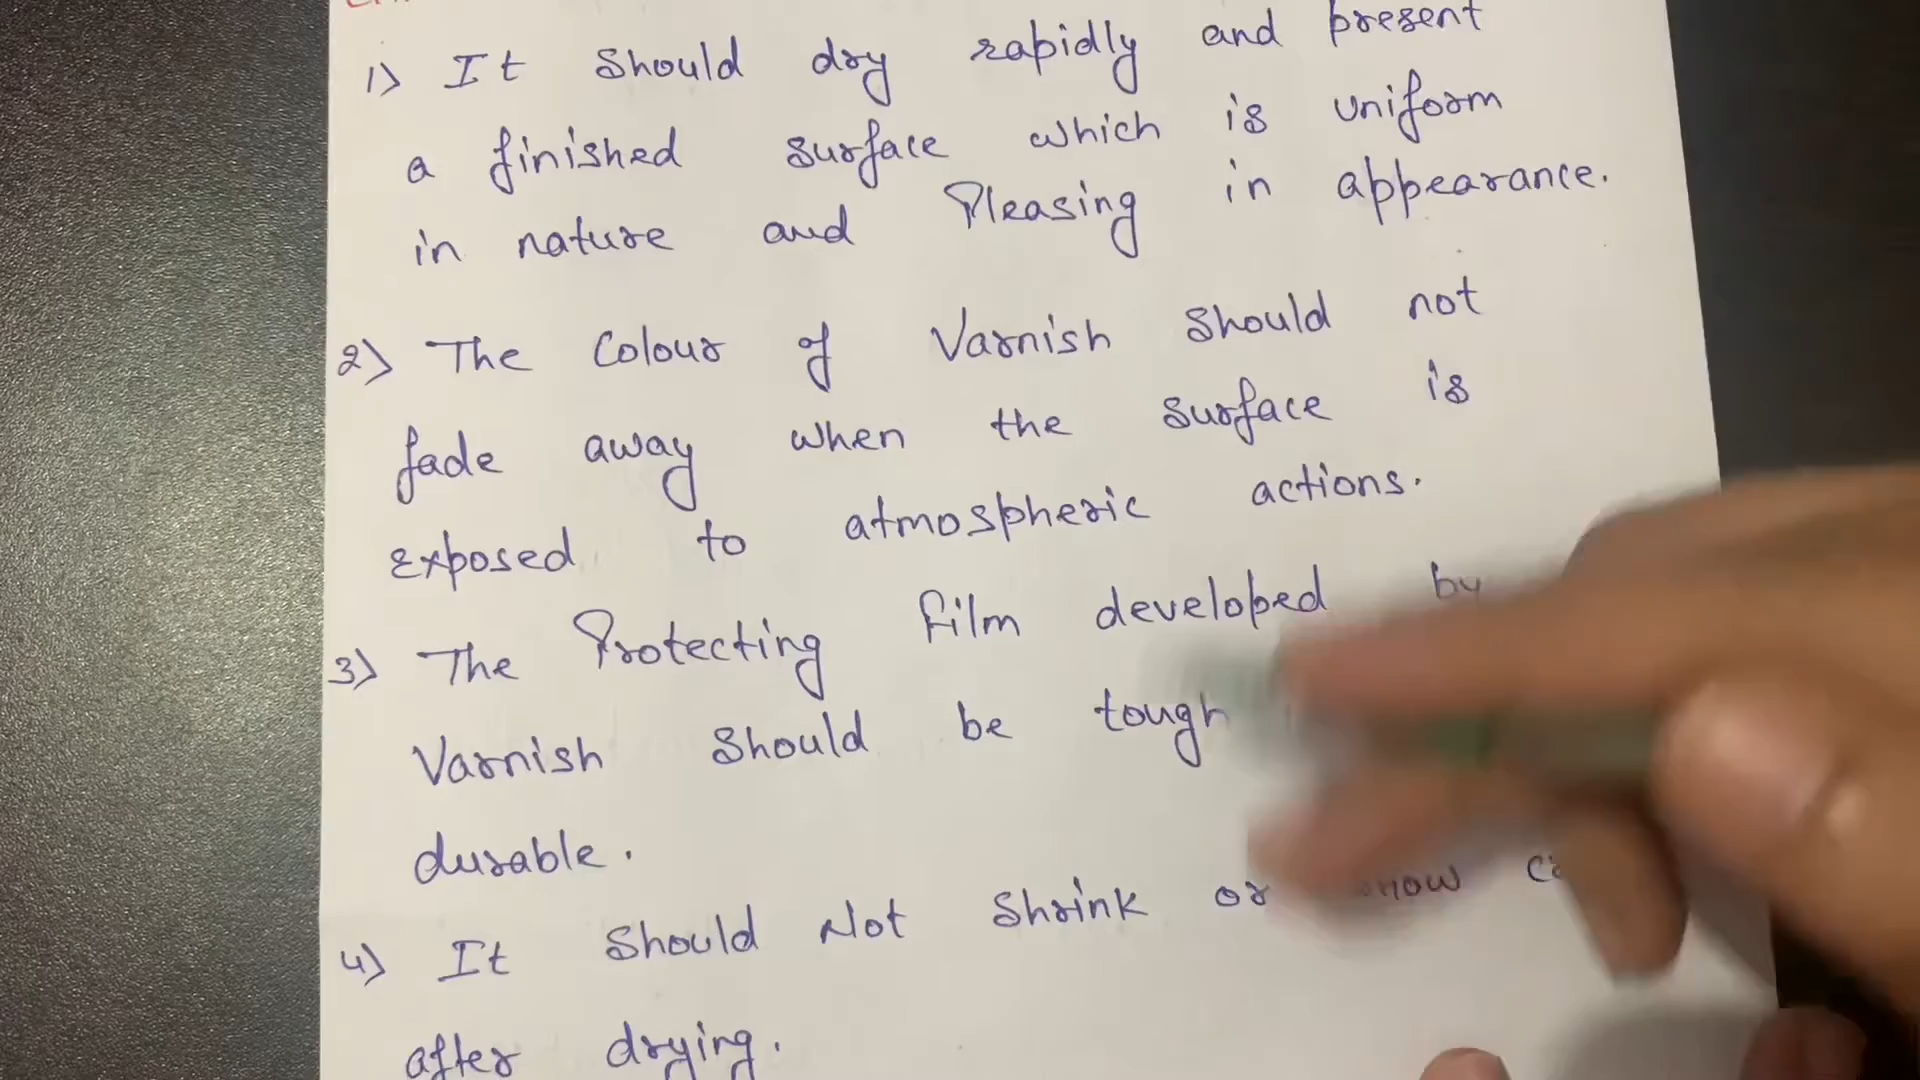 1) It should dry rapidly and present
a finished surface which is uniform
in nature and Pleasing in appearance.
2) The Colour of Varnish should not
fade away when the surface is
exposed to atmospheric actions.
3) The Protecting film developed by
Varnish should be tough
durable.
4) It should Not shrink or
after drying.